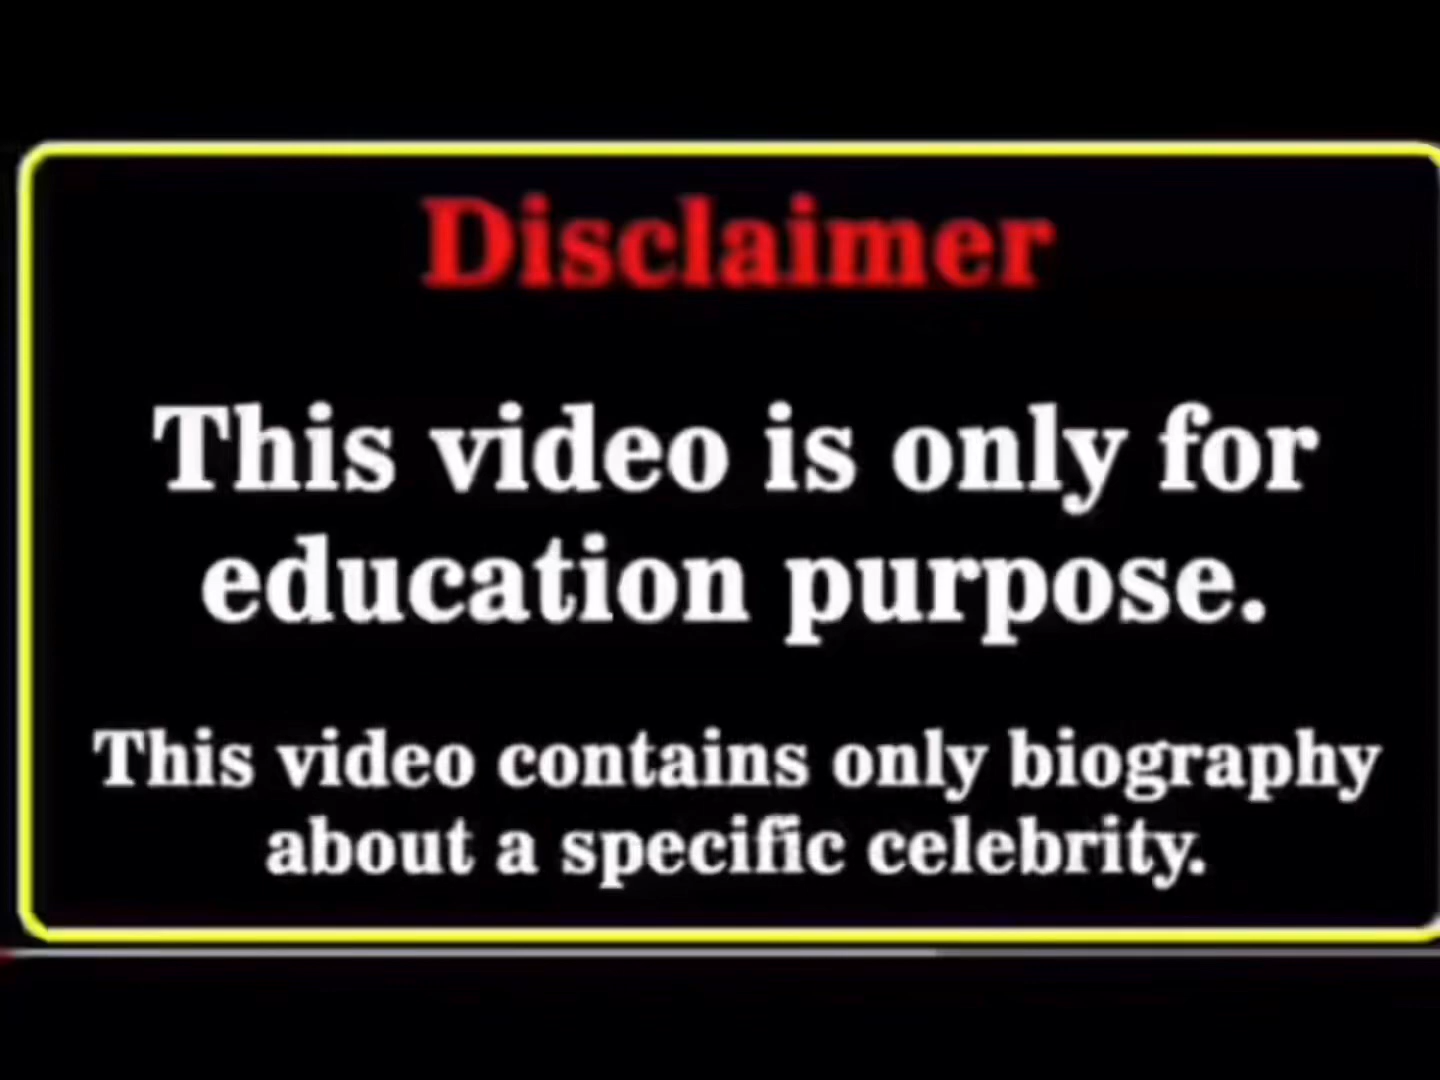 Disclaimer
This video is only for
education purpose.
This video contains only biography
about a specific celebrity.